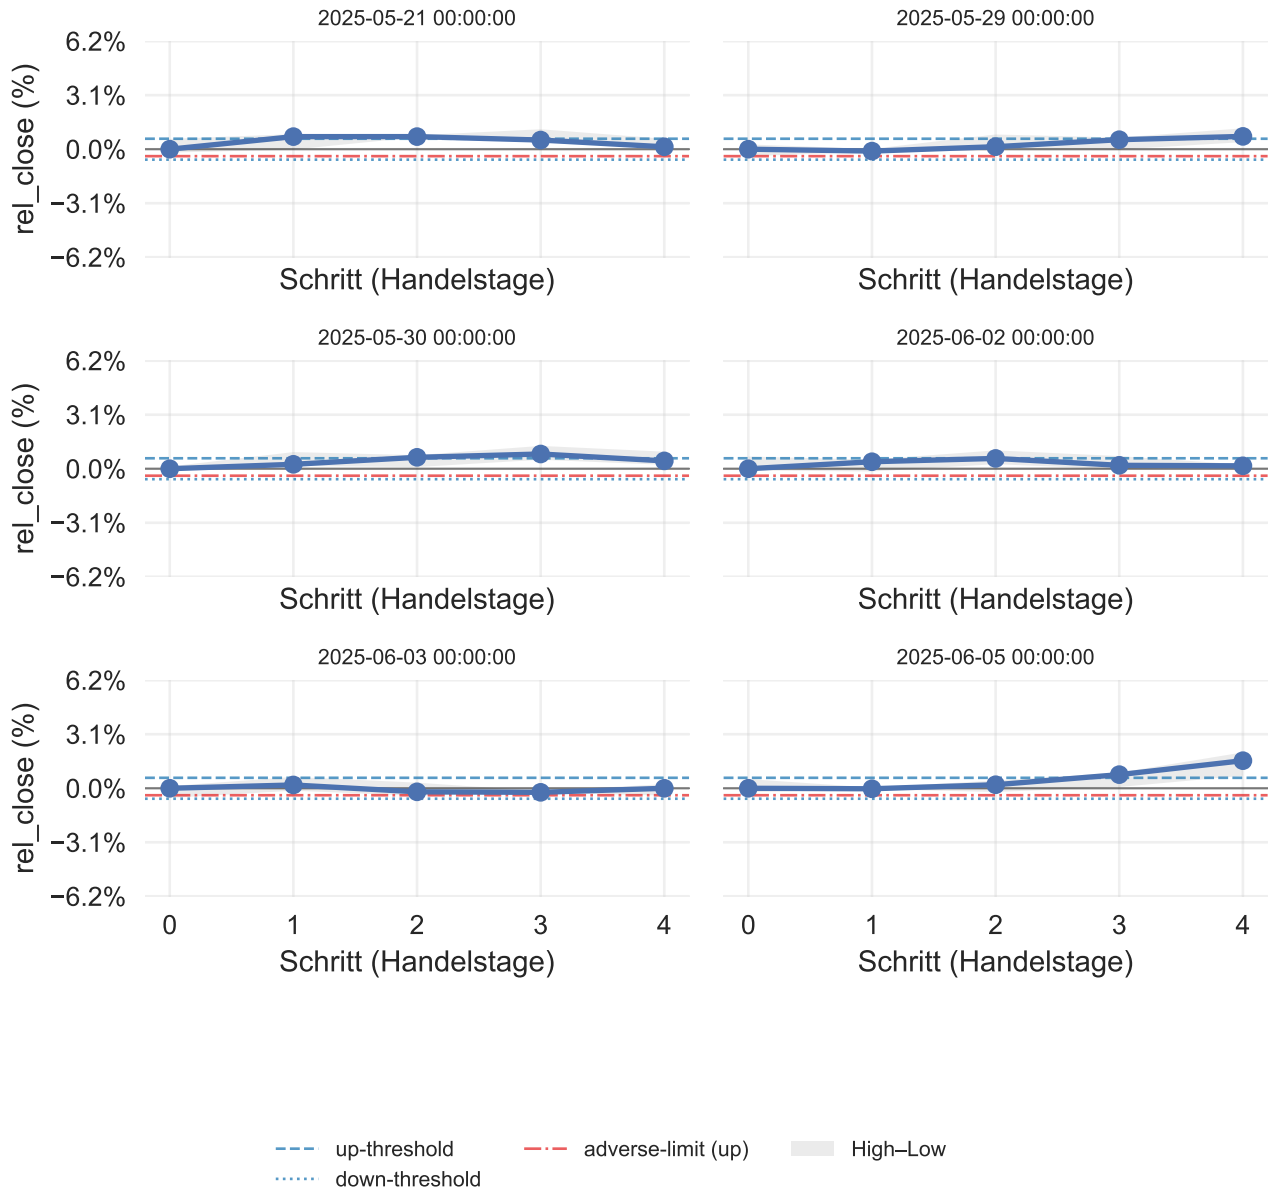 2025-05-21 00:00:00
2025-05-29 00:00:00
6.2%
3.1%
0.0%
−3.1%
−6.2%
rel_close (%)
Schritt (Handelstage)
Schritt (Handelstage)
2025-05-30 00:00:00
2025-06-02 00:00:00
6.2%
3.1%
0.0%
−3.1%
−6.2%
rel_close (%)
Schritt (Handelstage)
Schritt (Handelstage)
2025-06-03 00:00:00
2025-06-05 00:00:00
6.2%
3.1%
0.0%
−3.1%
−6.2%
rel_close (%)
0 1 2 3 4
0 1 2 3 4
Schritt (Handelstage)
Schritt (Handelstage)
up-threshold
adverse-limit (up)
High–Low
down-threshold